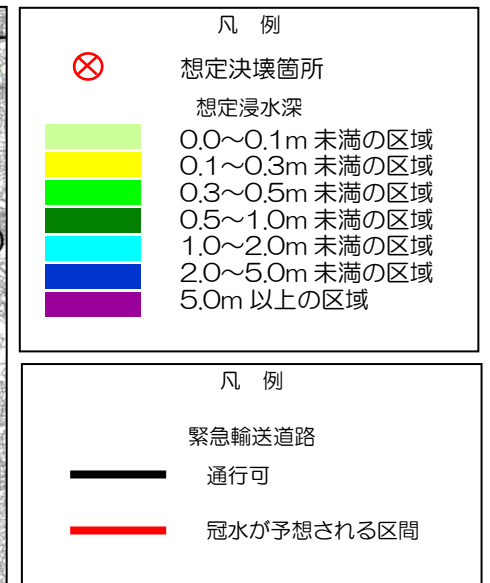 凡 例
想定決壊箇所
想定浸水深
0.0～0.1m 未満の区域
0.1～0.3m 未満の区域
0.3～0.5m 未満の区域
0.5～1.0m 未満の区域
1.0～2.0m 未満の区域
2.0～5.0m 未満の区域
5.0m 以上の区域
凡 例
緊急輸送道路
通行可
冠水が予想される区間